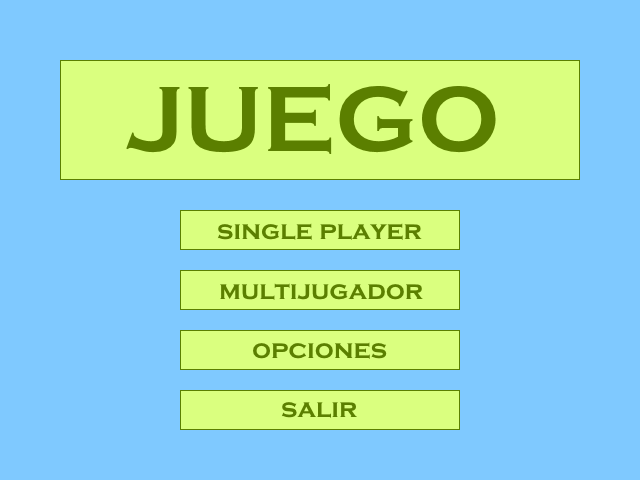 JUEGO
SINGLE PLAYER
MULTIJUGADOR
OPCIONES
SALIR